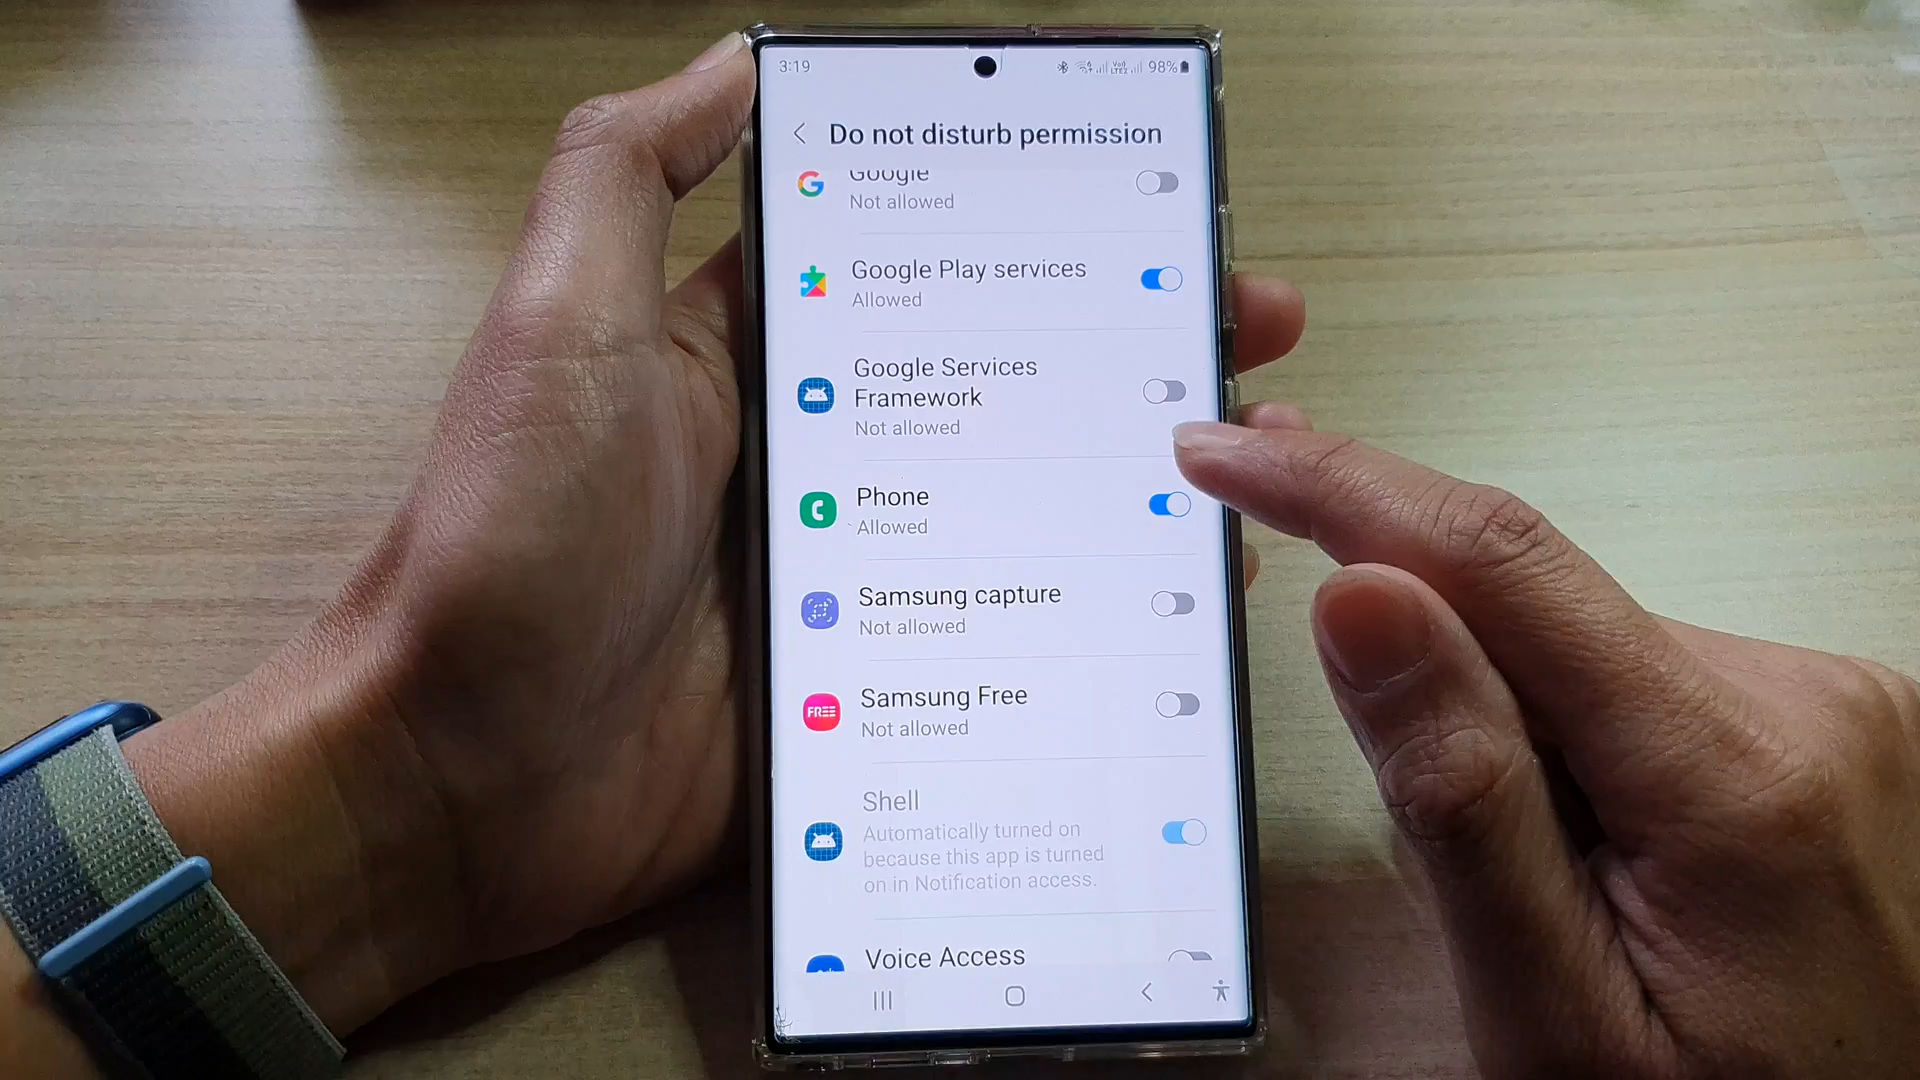 3:19
98%
Do not disturb permission
Google
Not allowed
Google Play services
Allowed
Google Services
Framework
Not allowed
Phone
Allowed
Samsung capture
Not allowed
FREE
Samsung Free
Not allowed
Shell
Automatically turned on
because this app is turned
on in Notification access.
Voice Access